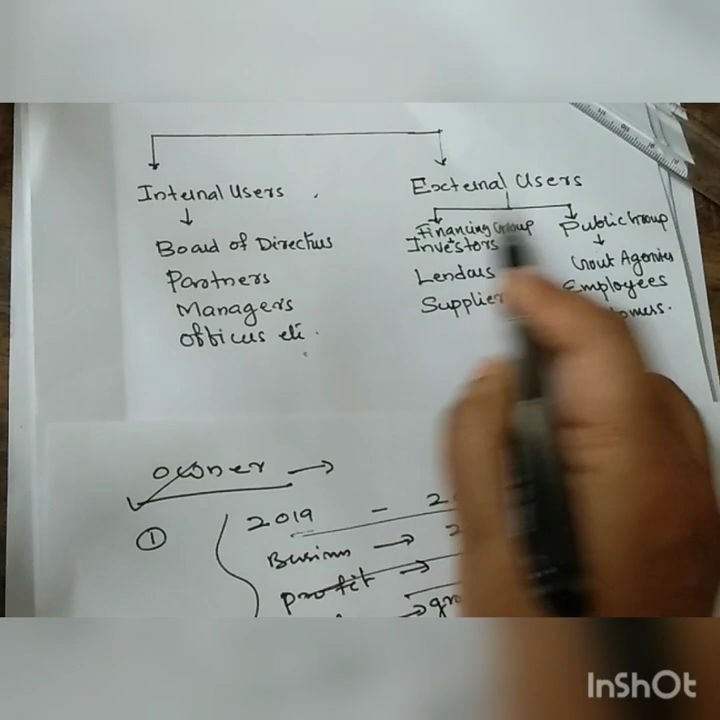 Internal Users
Board of Directors
Partners
Managers
officers etc.
External Users
Financing Group
Investors
Lenders
Supplier
Public Group
Govt Agencies
Employees
owner
1
2019 - 2
Business
profit
InShOt